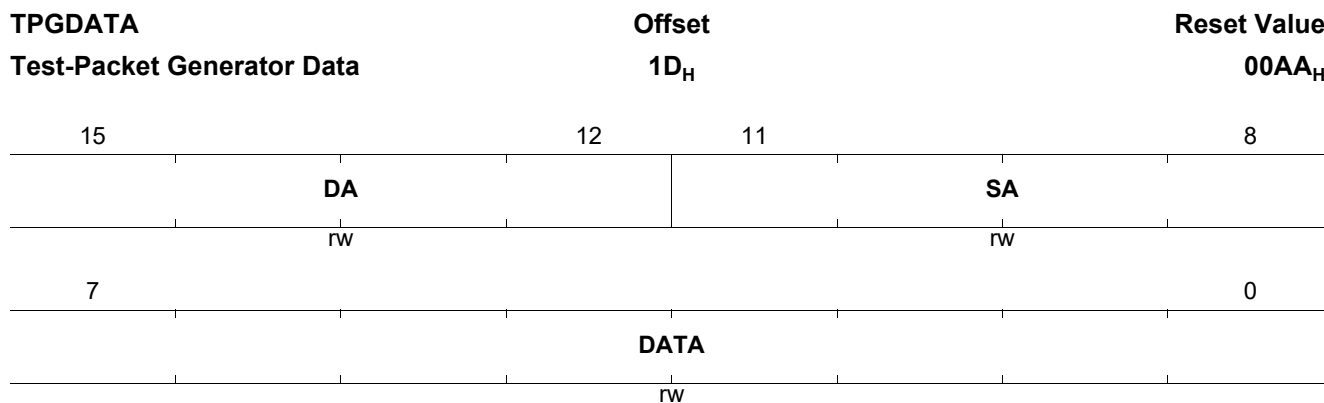 TPGDATA Offset Reset Value
Test-Packet Generator Data 1DH 00AAH
15 12 11 8
DA SA
rw rw
7 0
DATA
rw